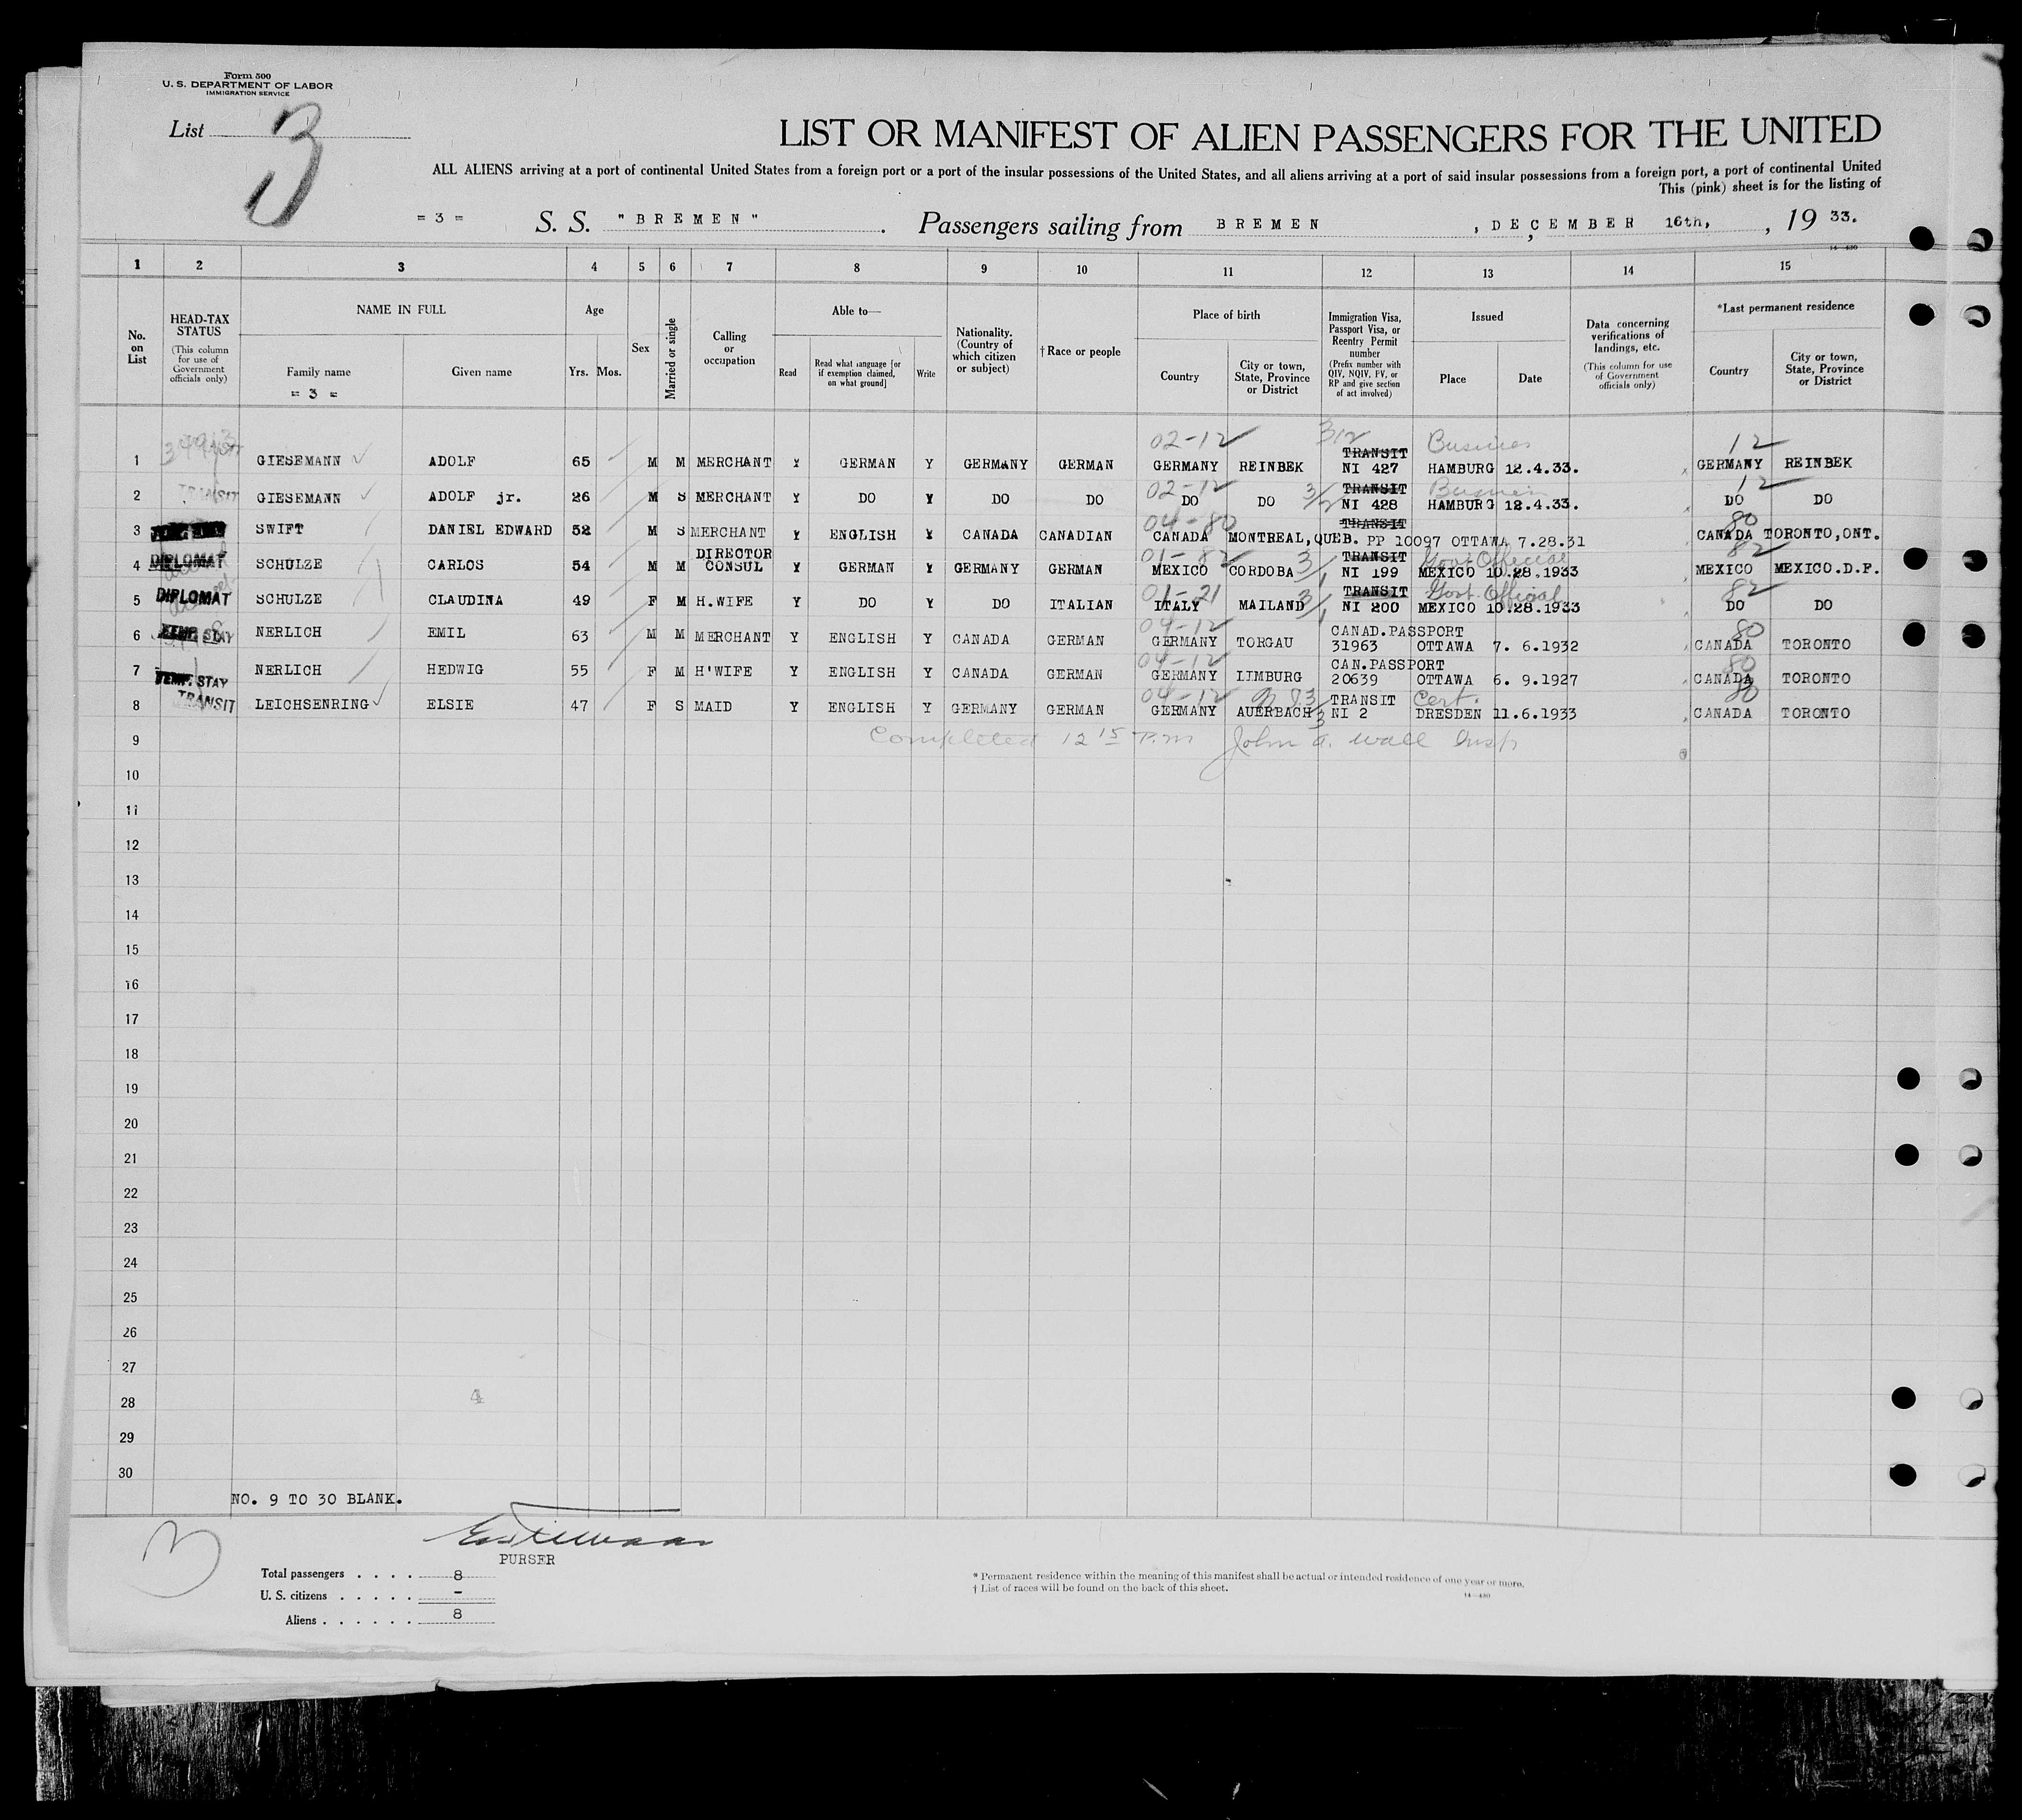 Form 500
U. S. DEPARTMENT OF LABOR
IMMIGRATION SERVICE
List 3
LIST OR MANIFEST OF ALIEN PASSENGERS FOR THE UNITED
ALL ALIENS arriving at a port of continental United States from a foreign port or a port of the insular possessions of the United States, and all aliens arriving at a port of said insular possessions from a foreign port, a port of continental United
This (pink) sheet is for the listing of
= 3 = S. S. "BREMEN" . Passengers sailing from BREMEN , DECEMBER 16th, , 19 33.
14—430
1 2 3 4 5 6 7 8 9 10 11 12 13 14 15
No. on List
HEAD-TAX STATUS
(This column for use of Government officials only)
NAME IN FULL
Family name
= 3 =
Given name
Age
Yrs. Mos.
Sex
Married or single
Calling or occupation
Able to—
Read
Read what language [or if exemption claimed, on what ground]
Write
Nationality. (Country of which citizen or subject)
† Race or people
Place of birth
Country
City or town, State, Province or District
Immigration Visa, Passport Visa, or Reentry Permit number
(Prefix number with QIV, NQIV, PV, or RP and give section of act involved)
Issued
Place
Date
Data concerning verifications of landings, etc.
(This column for use of Government officials only)
*Last permanent residence
Country
City or town, State, Province or District
02-12 312 Business 12
TRANSIT
1 GIESEMANN ADOLF 65 M M MERCHANT Y GERMAN Y GERMANY GERMAN GERMANY REINBEK NI 427 HAMBURG 12.4.33. GERMANY REINBEK
02-12 3/2 TRANSIT Business 12
2 TRANSIT GIESEMANN ADOLF jr. 26 M S MERCHANT Y DO Y DO DO DO DO NI 428 HAMBURG 12.4.33. DO DO
04-80 TRANSIT 80
3 SWIFT DANIEL EDWARD 52 M S MERCHANT Y ENGLISH Y CANADA CANADIAN CANADA MONTREAL,QUEB. PP 10097 OTTAWA 7.28.31 CANADA TORONTO,ONT.
01-82 3/1 TRANSIT Govt Official 82
4 DIPLOMAT SCHULZE CARLOS 54 M M DIRECTOR CONSUL Y GERMAN Y GERMANY GERMAN MEXICO CORDOBA NI 199 MEXICO 10.28.1933 MEXICO MEXICO.D.F.
01-21 3/1 TRANSIT Govt Official 82
5 DIPLOMAT SCHULZE CLAUDINA 49 F M H.WIFE Y DO Y DO ITALIAN ITALY MAILAND NI 200 MEXICO 10.28.1933 DO DO
04-12 CANAD.PASSPORT 80
6 TEMP. STAY NERLICH EMIL 63 M M MERCHANT Y ENGLISH Y CANADA GERMAN GERMANY TORGAU 31963 OTTAWA 7. 6.1932 CANADA TORONTO
04-12 CAN.PASSPORT 80
7 TEMP. STAY NERLICH HEDWIG 55 F M H'WIFE Y ENGLISH Y CANADA GERMAN GERMANY LIMBURG 20639 OTTAWA 6. 9.1927 CANADA TORONTO
04-12 TRANSIT Cert. 80
8 TRANSIT LEICHSENRING ELSIE 47 F S MAID Y ENGLISH Y GERMANY GERMAN GERMANY AUERBACH NI 2 DRESDEN 11.6.1933 CANADA TORONTO
9 Completed 12 15 P.M John A. Wall Insp
10
11
12
13
14
15
16
17
18
19
20
21
22
23
24
25
26
27
28 4
29
30
NO. 9 TO 30 BLANK.
3
PURSER
Total passengers . . . . 8
U. S. citizens . . . . . –
Aliens . . . . . . 8
* Permanent residence within the meaning of this manifest shall be actual or intended residence of one year or more.
† List of races will be found on the back of this sheet.
14—430